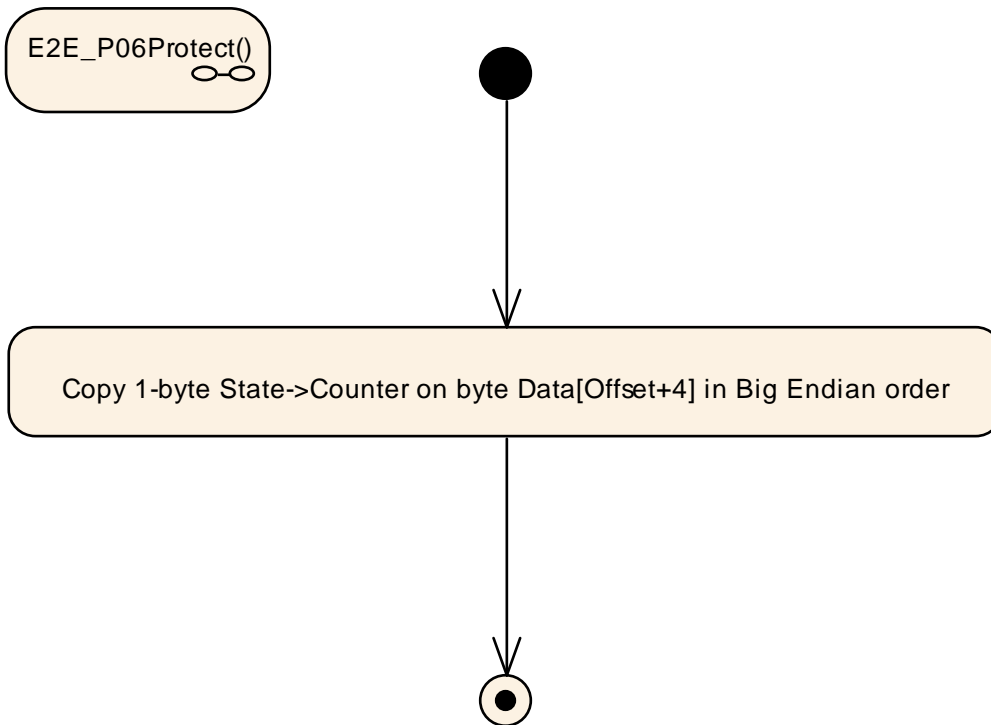 E2E_P06Protect()
Copy 1-byte State->Counter on byte Data[Offset+4] in Big Endian order